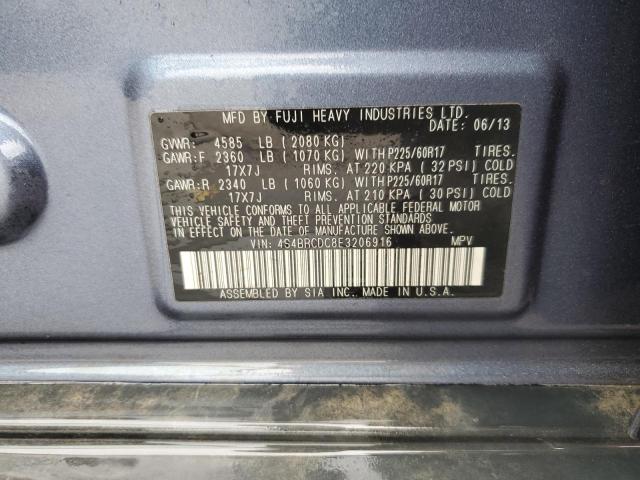 MFD BY FUJI HEAVY INDUSTRIES LTD.
DATE: 06/13
GVWR: 4585 LB (2080 KG)
GAWR:F 2360 LB (1070 KG) WITH P225/60R17 TIRES.
17X7J RIMS. AT 220 KPA (32 PSI) COLD
GAWR:R 2340 LB (1060 KG) WITH P225/60R17 TIRES.
17X7J RIMS. AT 210 KPA (30 PSI) COLD
THIS VEHICLE CONFORMS TO ALL APPLICABLE FEDERAL MOTOR
VEHICLE SAFETY AND THEFT PREVENTION STANDARDS
IN EFFECT ON THE DATE OF MANUFACTURE SHOWN ABOVE.
VIN: 4S4BRCDC8E3206916 MPV
ASSEMBLED BY SIA INC. MADE IN U.S.A.